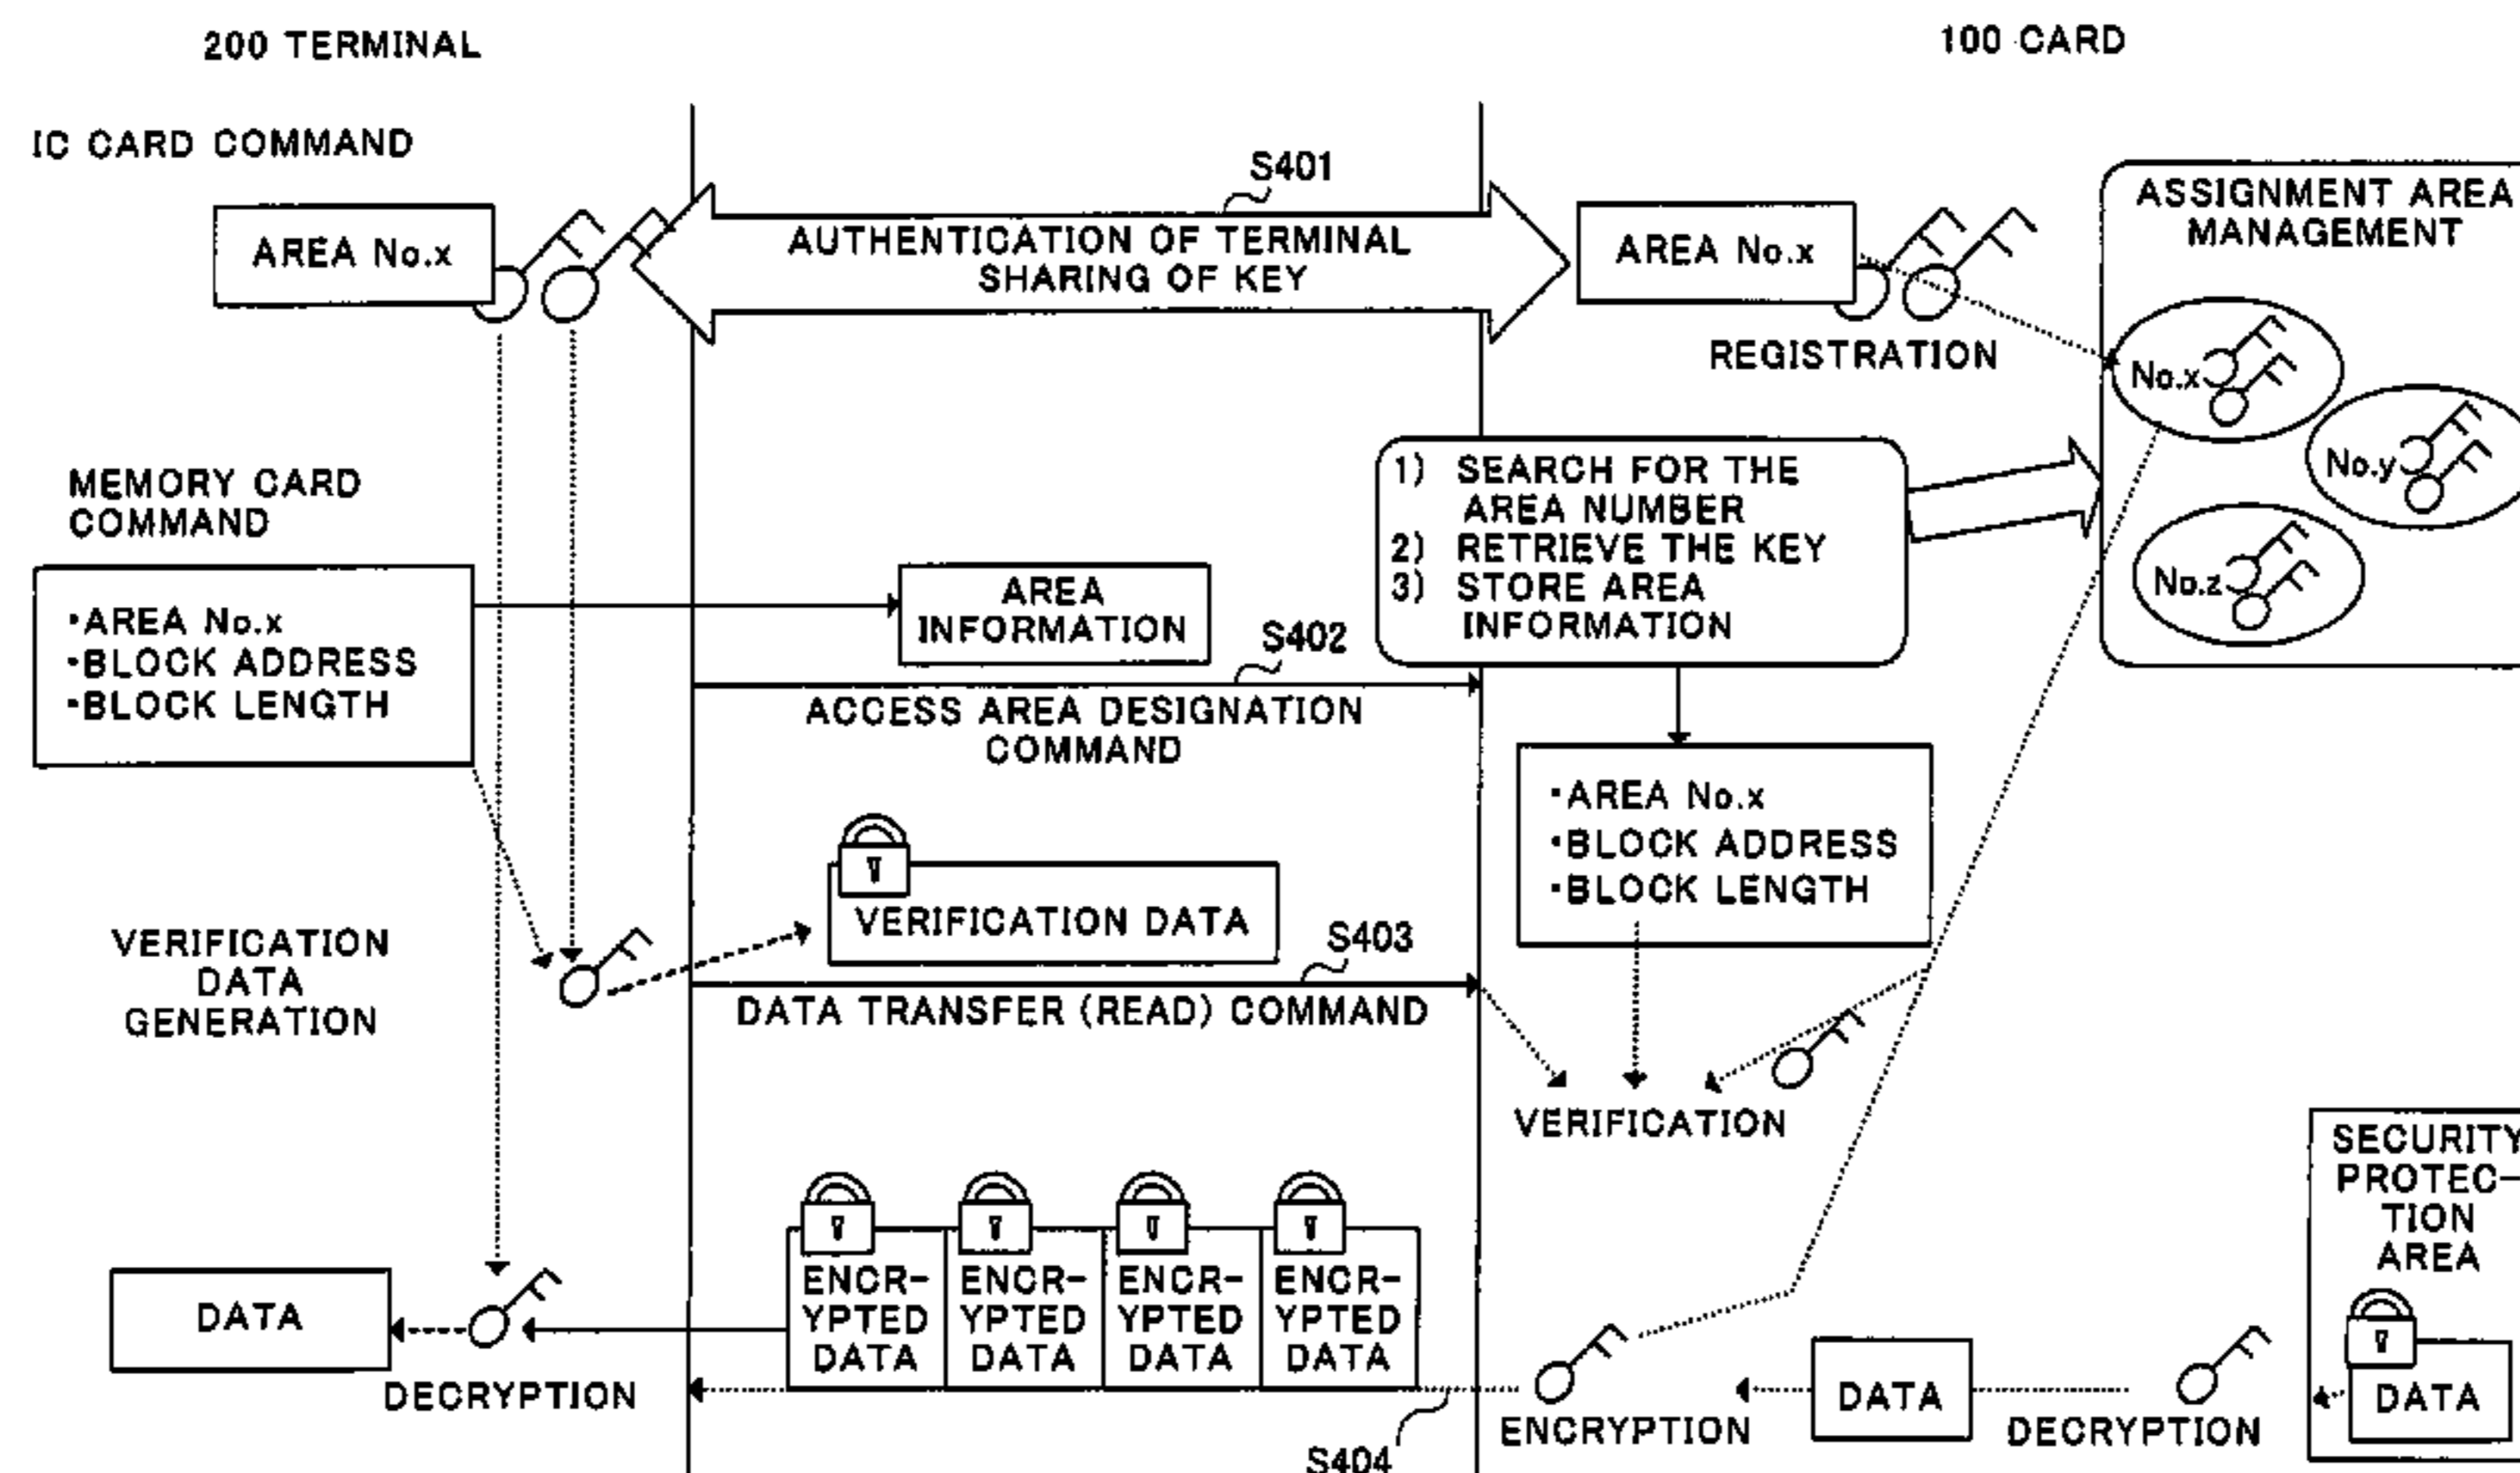 200 TERMINAL
100 CARD
IC CARD COMMAND
S401
AREA No.x
AUTHENTICATION OF TERMINAL
SHARING OF KEY
AREA No.x
REGISTRATION
ASSIGNMENT AREA
MANAGEMENT
No.x
No.y
No.z
MEMORY CARD
COMMAND
•AREA No.x
•BLOCK ADDRESS
•BLOCK LENGTH
AREA
INFORMATION
1) SEARCH FOR THE
AREA NUMBER
2) RETRIEVE THE KEY
3) STORE AREA
INFORMATION
S402
ACCESS AREA DESIGNATION
COMMAND
•AREA No.x
•BLOCK ADDRESS
•BLOCK LENGTH
VERIFICATION
DATA
GENERATION
VERIFICATION DATA
S403
DATA TRANSFER (READ) COMMAND
VERIFICATION
SECURITY
PROTEC-
TION
AREA
DATA
DATA
DECRYPTION
ENCR-
YPTED
DATA
ENCR-
YPTED
DATA
ENCR-
YPTED
DATA
ENCR-
YPTED
DATA
ENCRYPTION
DATA
DECRYPTION
S404